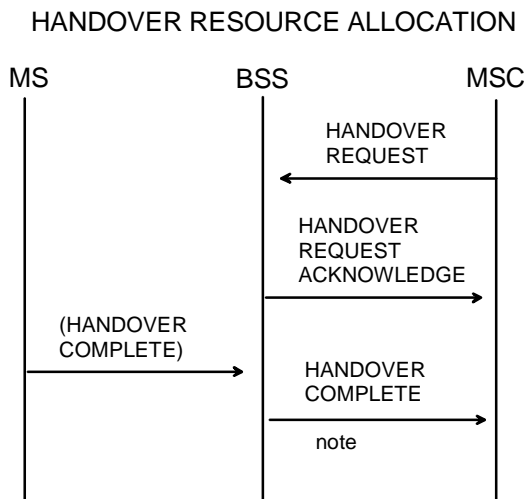 HANDOVER RESOURCE ALLOCATION
MS BSS MSC
HANDOVER
REQUEST
HANDOVER
REQUEST
ACKNOWLEDGE
(HANDOVER
COMPLETE)
HANDOVER
COMPLETE
note